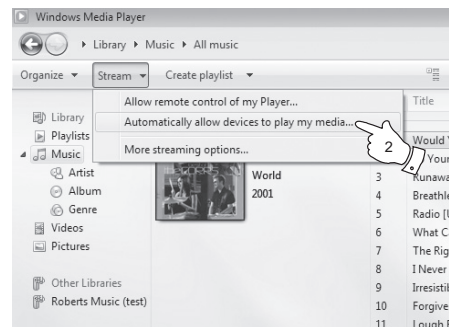 Windows Media Player
Library Music All music
Organize Stream Create playlist
Allow remote control of my Player...
Automatically allow devices to play my media...
More streaming options...
Library
Playlists
Music
Artist
Album
Genre
Videos
Pictures
Other Libraries
Roberts Music (test)
World
2001
2
Title
Would
Your
3 Runawa
4 Breathle
5 Radio [
6 What C
7 The Rig
8 I Never
9 Irresistib
10 Forgive
11 Lough